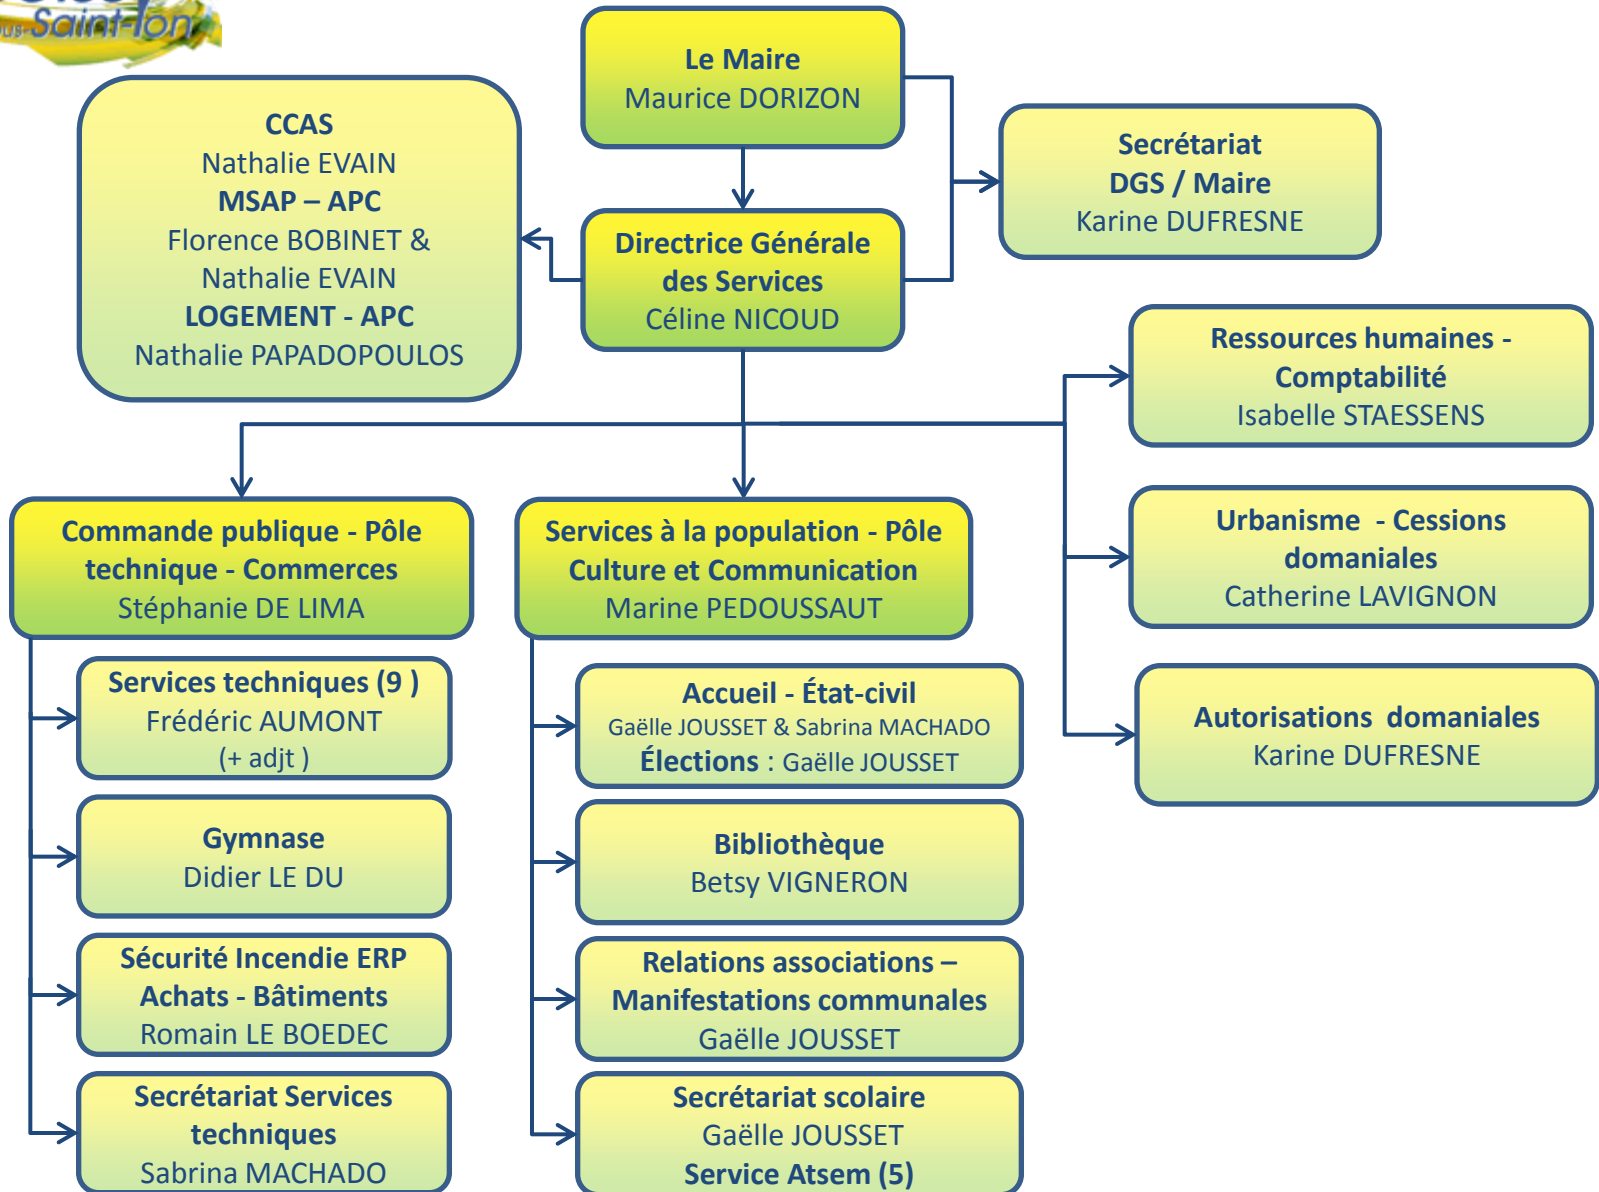 Saint-Yon
Le Maire
Maurice DORIZON
CCAS
Nathalie EVAIN
MSAP – APC
Florence BOBINET &
Nathalie EVAIN
LOGEMENT - APC
Nathalie PAPADOPOULOS
Secrétariat
DGS / Maire
Karine DUFRESNE
Directrice Générale
des Services
Céline NICOUD
Ressources humaines -
Comptabilité
Isabelle STAESSENS
Urbanisme - Cessions
domaniales
Catherine LAVIGNON
Autorisations domaniales
Karine DUFRESNE
Commande publique - Pôle
technique - Commerces
Stéphanie DE LIMA
Services techniques (9 )
Frédéric AUMONT
(+ adjt )
Gymnase
Didier LE DU
Sécurité Incendie ERP
Achats - Bâtiments
Romain LE BOEDEC
Secrétariat Services
techniques
Sabrina MACHADO
Services à la population - Pôle
Culture et Communication
Marine PEDOUSSAUT
Accueil - État-civil
Gaëlle JOUSSET & Sabrina MACHADO
Élections : Gaëlle JOUSSET
Bibliothèque
Betsy VIGNERON
Relations associations –
Manifestations communales
Gaëlle JOUSSET
Secrétariat scolaire
Gaëlle JOUSSET
Service Atsem (5)